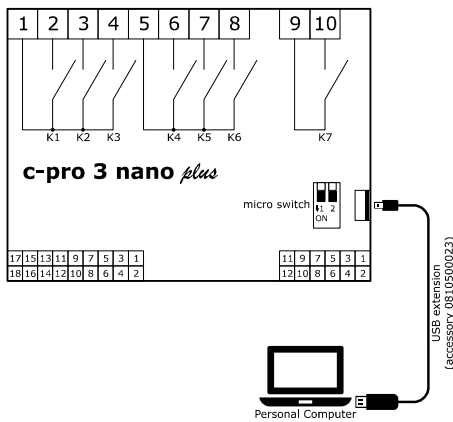 1 2 3 4 5 6 7 8 9 10
K1 K2 K3 K4 K5 K6 K7
c-pro 3 nano plus
micro switch
1 2
ON
17 15 13 11 9 7 5 3 1
18 16 14 12 10 8 6 4 2
11 9 7 5 3 1
12 10 8 6 4 2
USB extension
(accessory 0810500023)
Personal Computer